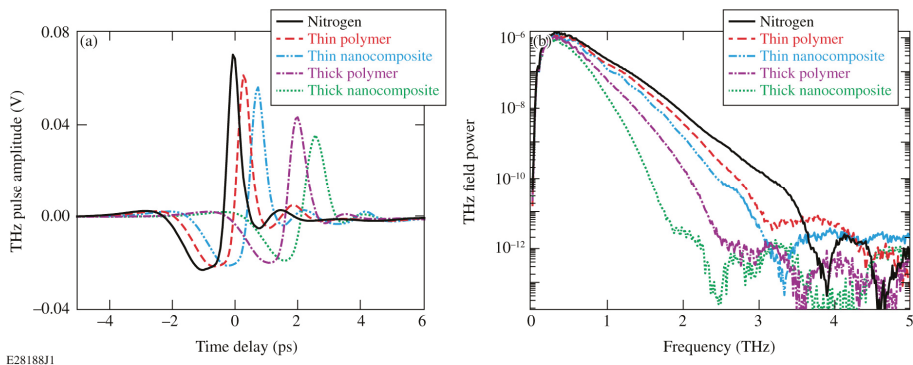 (a)
Nitrogen
Thin polymer
Thin nanocomposite
Thick polymer
Thick nanocomposite
THz pulse amplitude (V)
0.08
0.04
0.00
−0.04
−4 −2 0 2 4 6
Time delay (ps)
(b)
Nitrogen
Thin polymer
Thin nanocomposite
Thick polymer
Thick nanocomposite
THz field power
10−6
10−8
10−10
10−12
0 1 2 3 4 5
Frequency (THz)
E28188J1